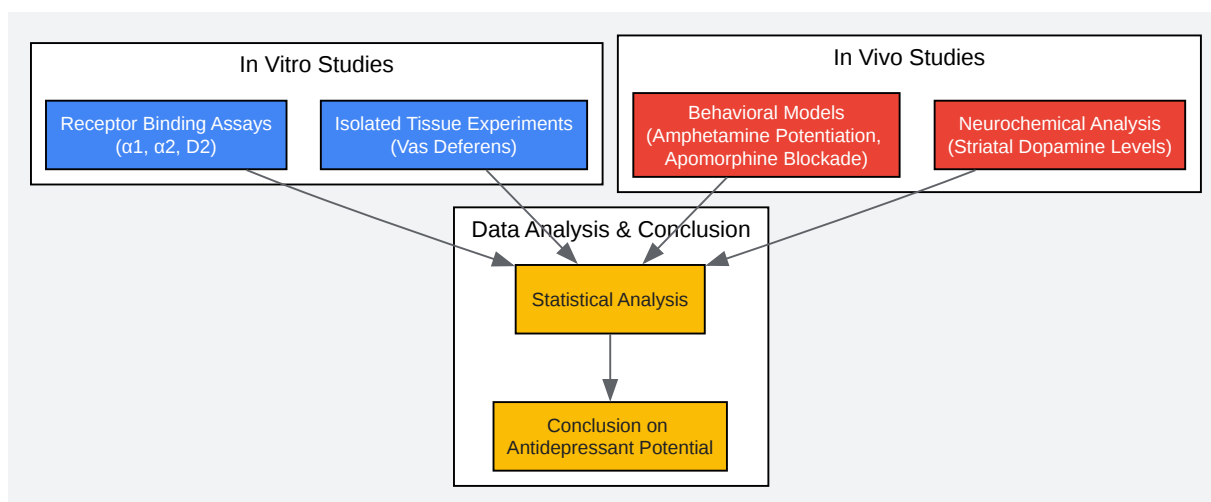 In Vitro Studies
Receptor Binding Assays
(α1, α2, D2)
Isolated Tissue Experiments
(Vas Deferens)
In Vivo Studies
Behavioral Models
(Amphetamine Potentiation,
Apomorphine Blockade)
Neurochemical Analysis
(Striatal Dopamine Levels)
Data Analysis & Conclusion
Statistical Analysis
Conclusion on
Antidepressant Potential